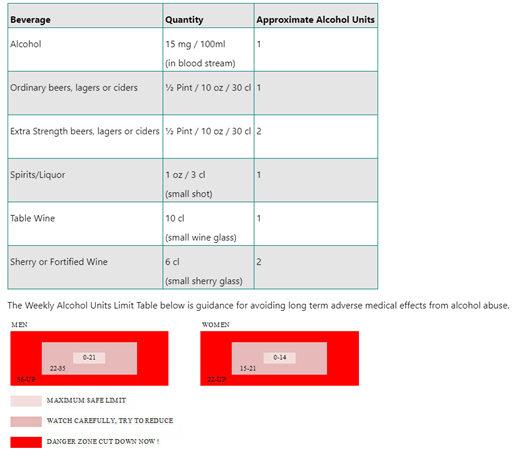 Beverage Quantity Approximate Alcohol Units
Alcohol 15 mg / 100ml 1
(in blood stream)
Ordinary beers, lagers or ciders ½ Pint / 10 oz / 30 cl 1
Extra Strength beers, lagers or ciders ½ Pint / 10 oz / 30 cl 2
Spirits/Liquor 1 oz / 3 cl 1
(small shot)
Table Wine 10 cl 1
(small wine glass)
Sherry or Fortified Wine 6 cl 2
(small sherry glass)
The Weekly Alcohol Units Limit Table below is guidance for avoiding long term adverse medical effects from alcohol abuse.
MEN WOMEN
0-21 0-14
22-35 15-21
36-UP 22-UP
MAXIMUM SAFE LIMIT
WATCH CAREFULLY, TRY TO REDUCE
DANGER ZONE CUT DOWN NOW !